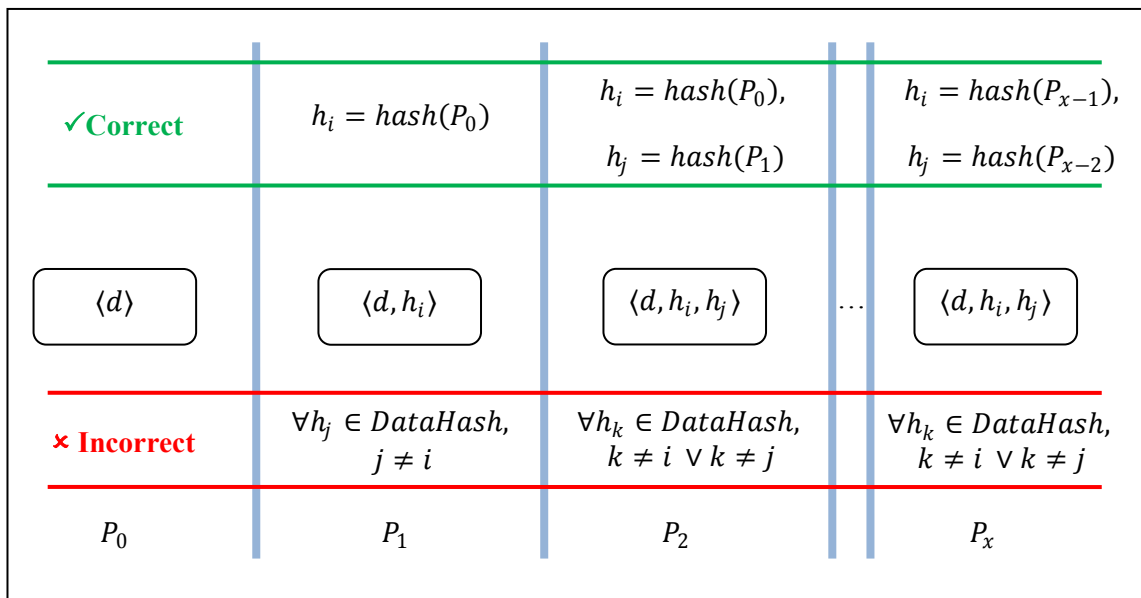 ✓Correct
h_i = hash(P_0)
h_i = hash(P_0),
h_j = hash(P_1)
h_i = hash(P_{x−1}),
h_j = hash(P_{x−2})
⟨d⟩
⟨d, h_i⟩
⟨d, h_i, h_j⟩
...
⟨d, h_i, h_j⟩
✘ Incorrect
∀h_j ∈ DataHash,
j ≠ i
∀h_k ∈ DataHash,
k ≠ i ∨ k ≠ j
∀h_k ∈ DataHash,
k ≠ i ∨ k ≠ j
P_0
P_1
P_2
P_x